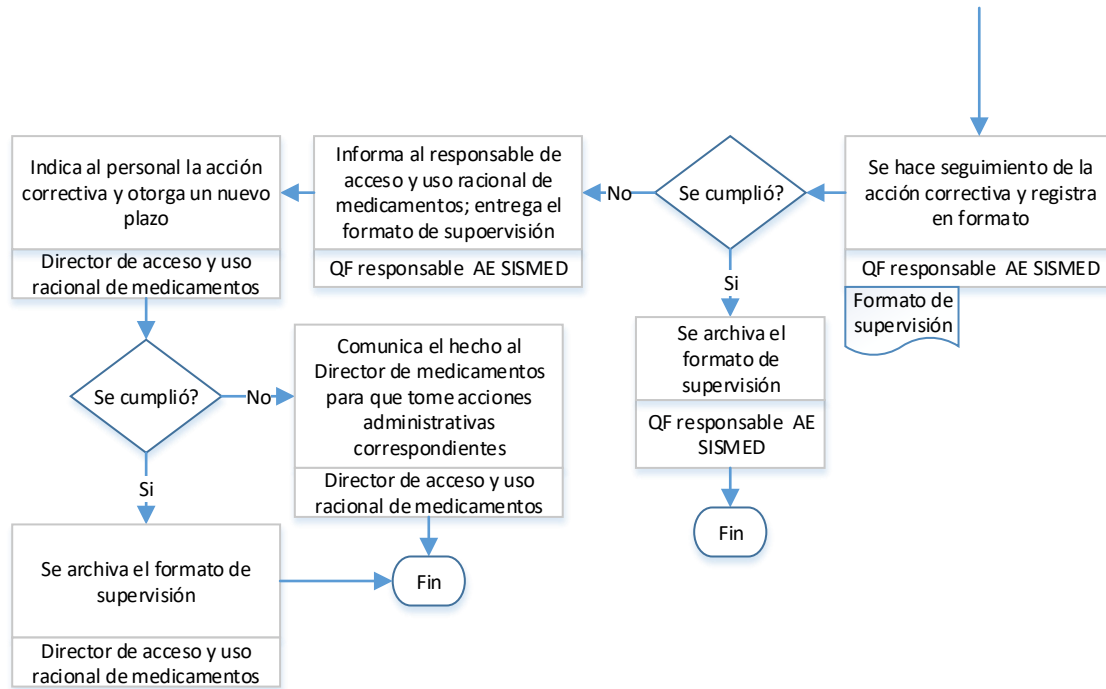 Se hace seguimiento de la
acción correctiva y registra
en formato
QF responsable AE SISMED
Formato de
supervisión
Se cumplió?
No
Si
Informa al responsable de
acceso y uso racional de
medicamentos; entrega el
formato de supoervisión
QF responsable AE SISMED
Indica al personal la acción
correctiva y otorga un nuevo
plazo
Director de acceso y uso
racional de medicamentos
Se archiva el
formato de
supervisión
QF responsable AE
SISMED
Fin
Se cumplió?
No
Si
Comunica el hecho al
Director de medicamentos
para que tome acciones
administrativas
correspondientes
Director de acceso y uso
racional de medicamentos
Se archiva el formato de
supervisión
Director de acceso y uso
racional de medicamentos
Fin